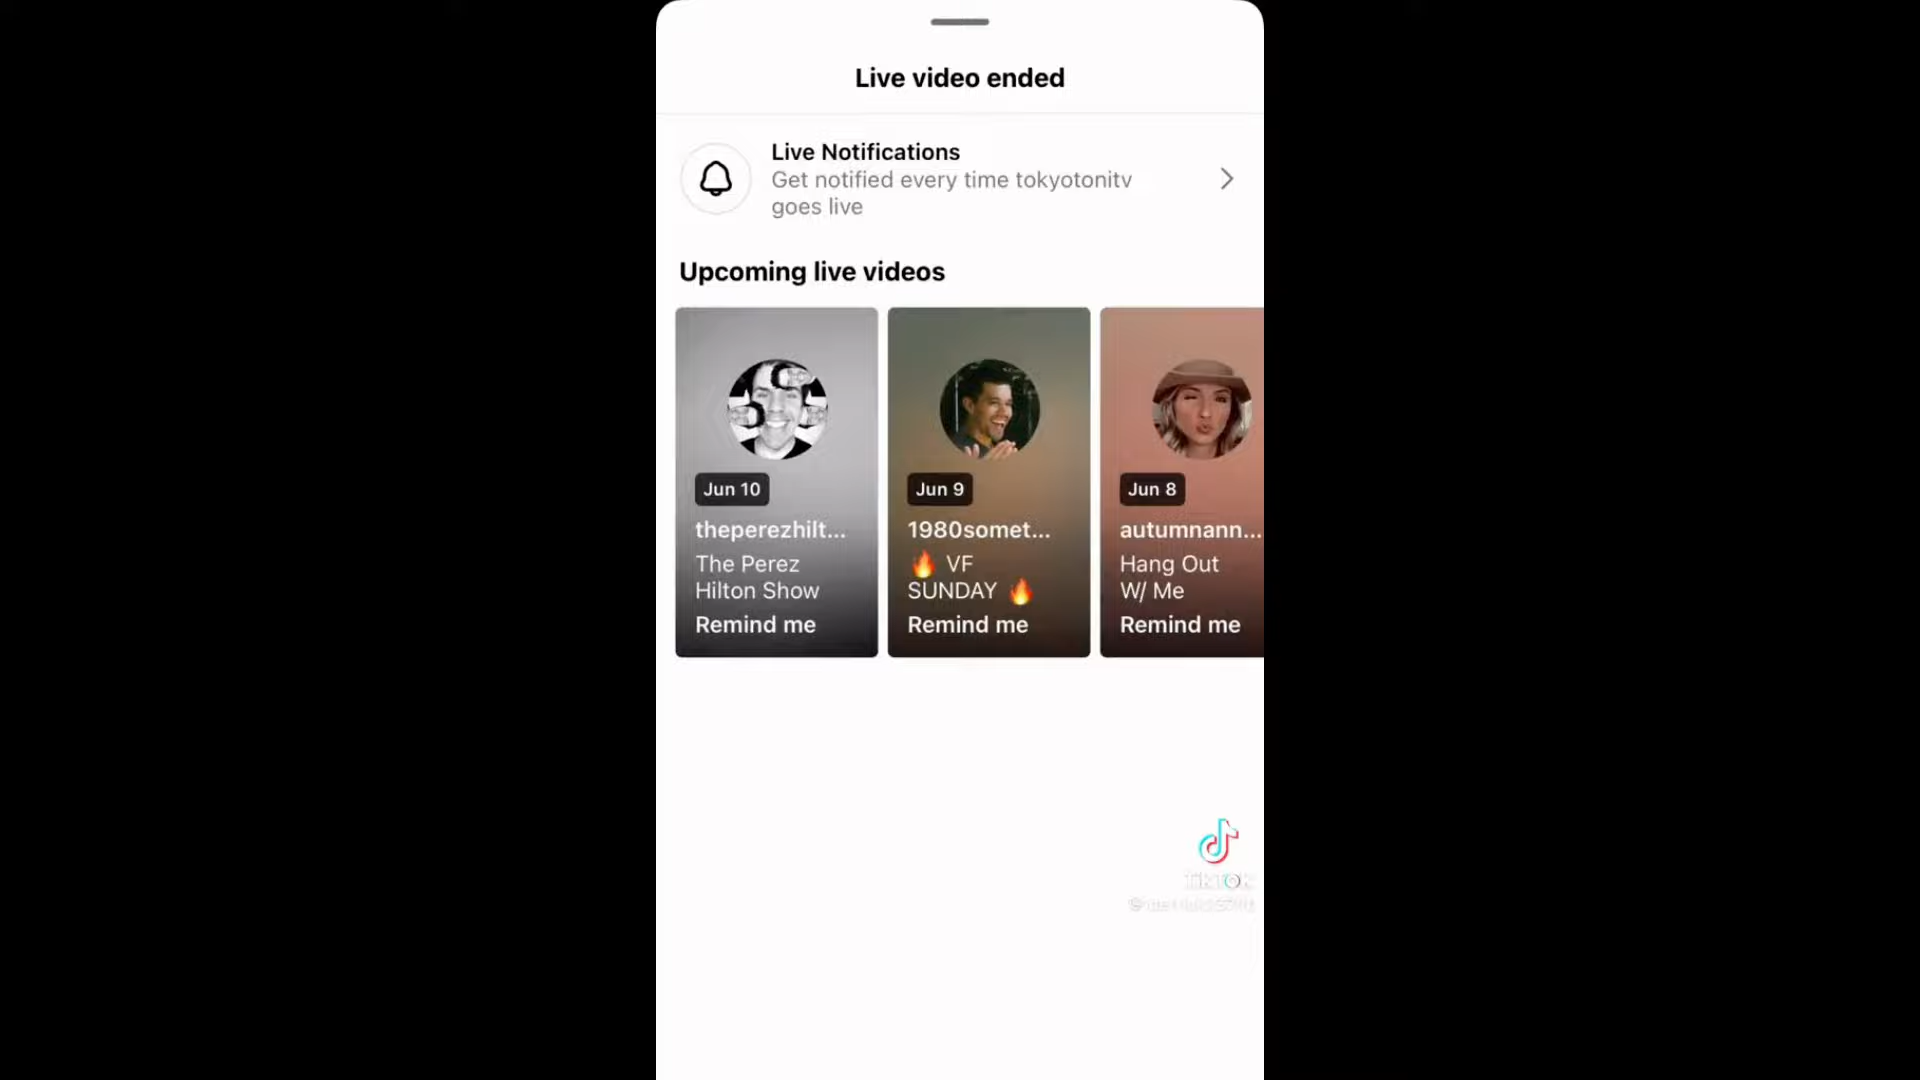 Live video ended
Live Notifications
Get notified every time tokyotonitv
goes live
Upcoming live videos
Jun 10
theperezhilt...
The Perez
Hilton Show
Remind me
Jun 9
1980somet...
🔥 VF
SUNDAY 🔥
Remind me
Jun 8
autumnann...
Hang Out
W/ Me
Remind me
TikTok